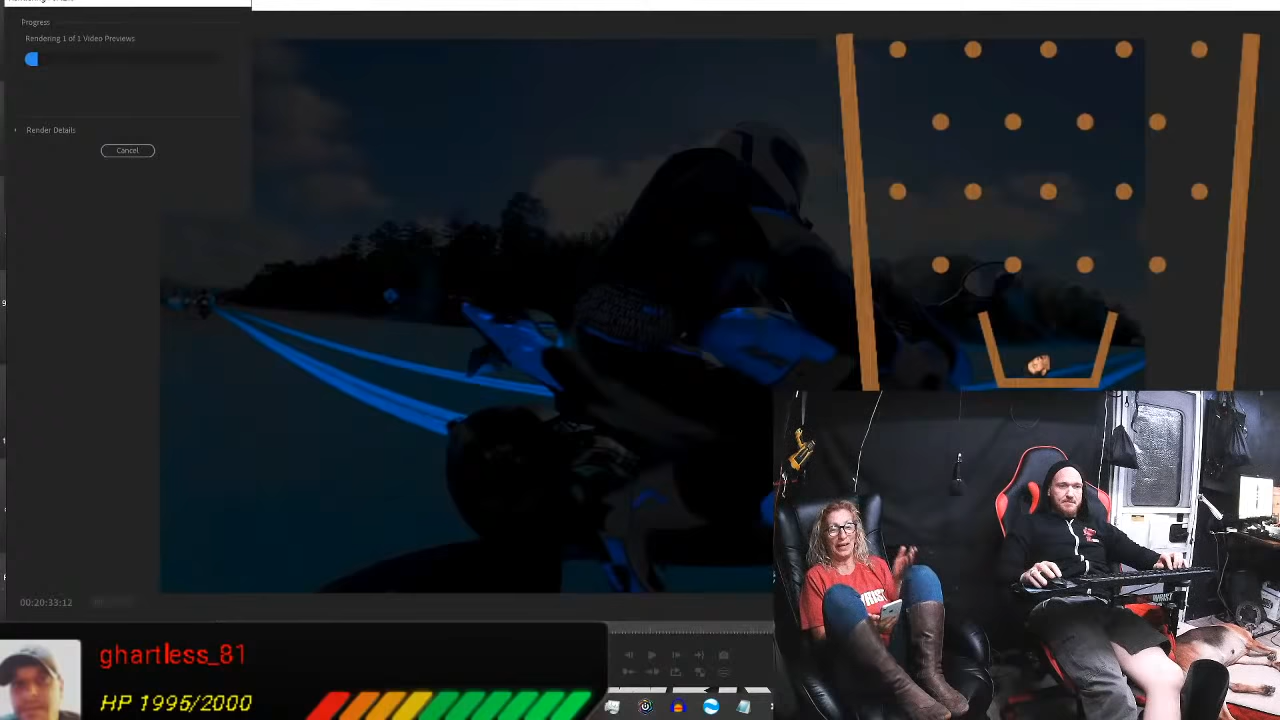 Progress
Rendering 1 of 1 Video Previews
Render Details
Cancel
00:20:33:12
ghartless_81
HP 1995/2000